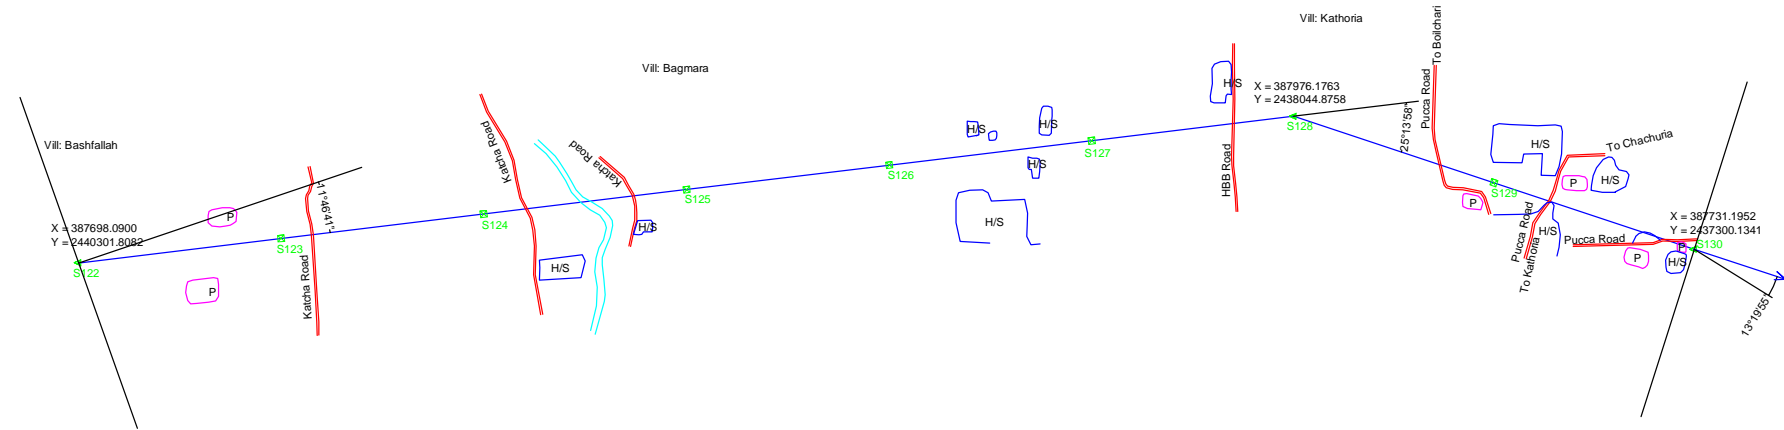 Vill: Kathoria
To Boilchari
Vill: Bagmara
H/S
X = 387976.1763
Y = 2438044.8758
Pucca Road
25°13'58"
S128
Katcha Road
Katcha Road
H/S
H/S
H/S
S127
HBB Road
H/S
To Chachuria
Vill: Bashfallah
S126
S125
S129
P
H/S
11°46'41"
P
S124
H/S
H/S
P
Pucca Road
To Kathoria
H/S
X = 387731.1952
Y = 2437300.1341
X = 387698.0900
Y = 2440301.8082
S123
Pucca Road
P
S130
P
H/S
S122
H/S
Katcha Road
P
13°19'55"